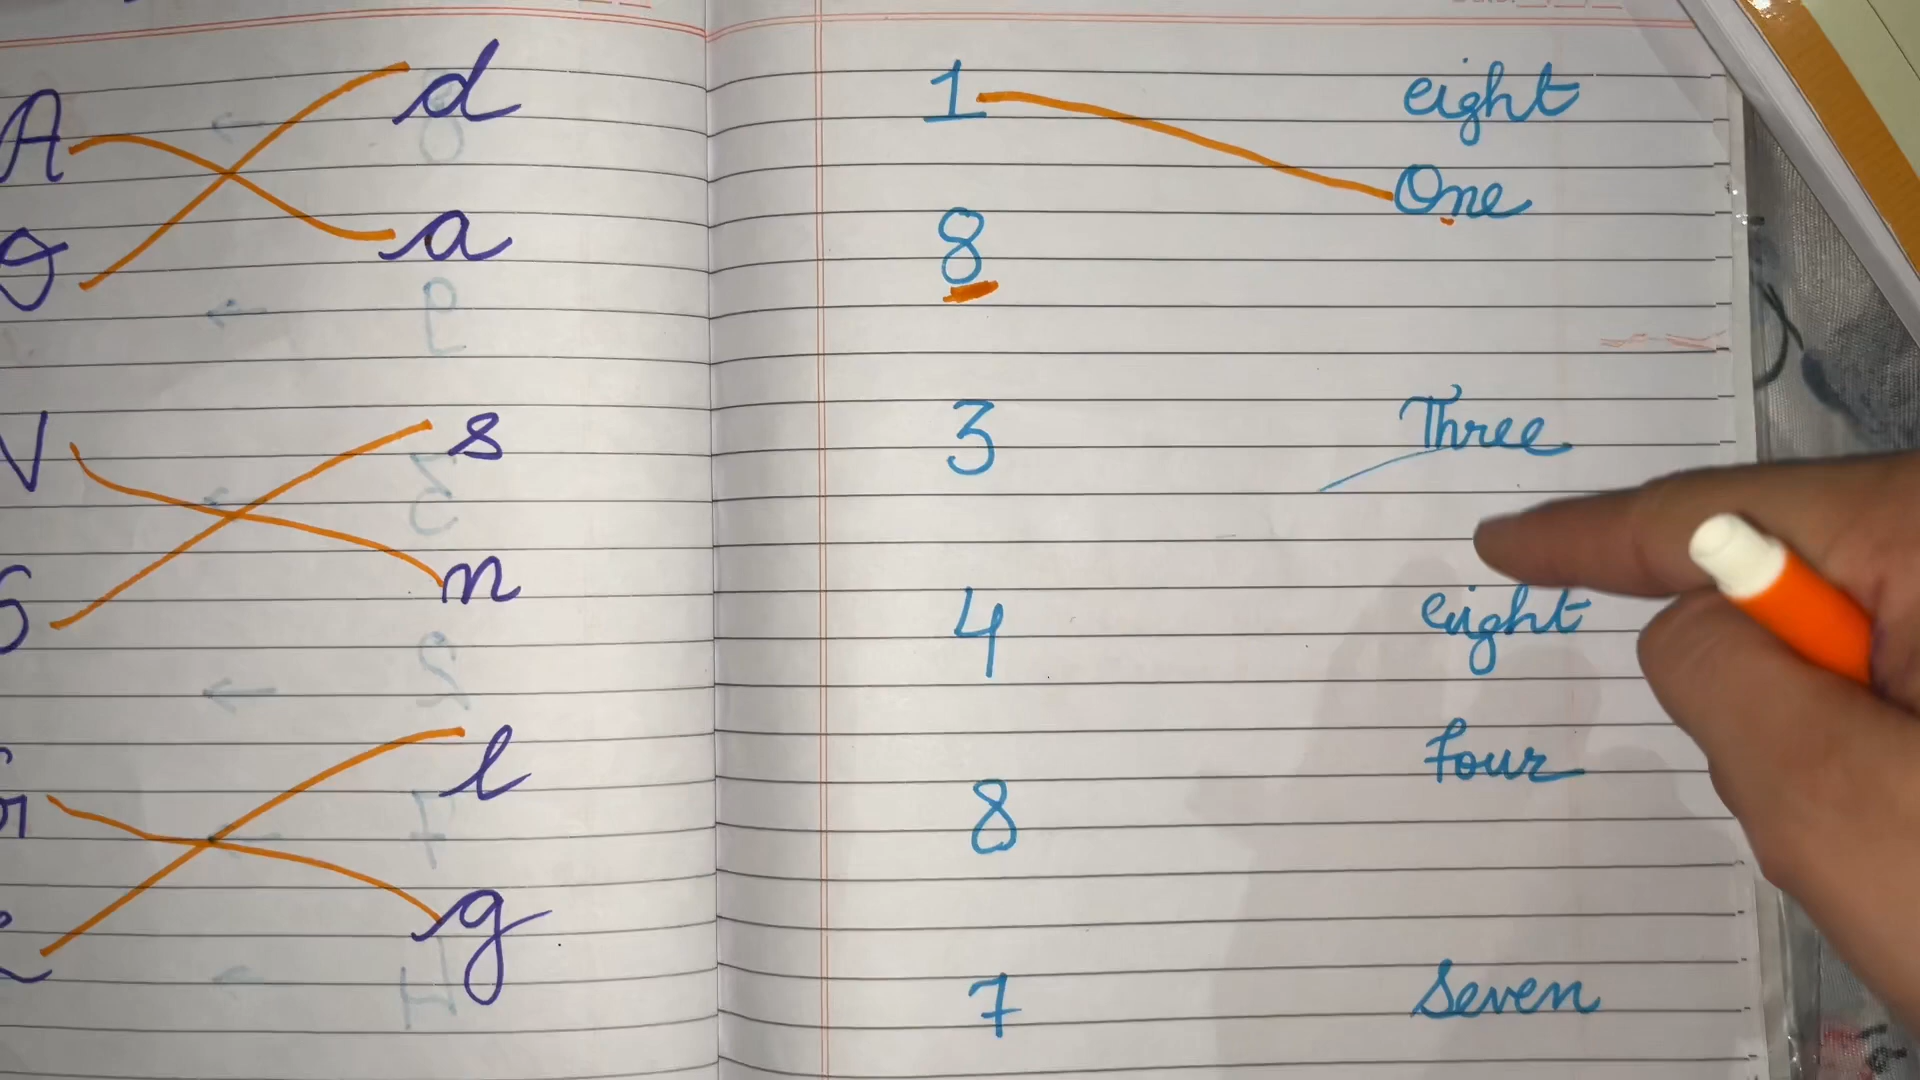 A d
a
V s
S n
l
g
1 eight
8 One
3 Three
4 eight
8 four
7 Seven